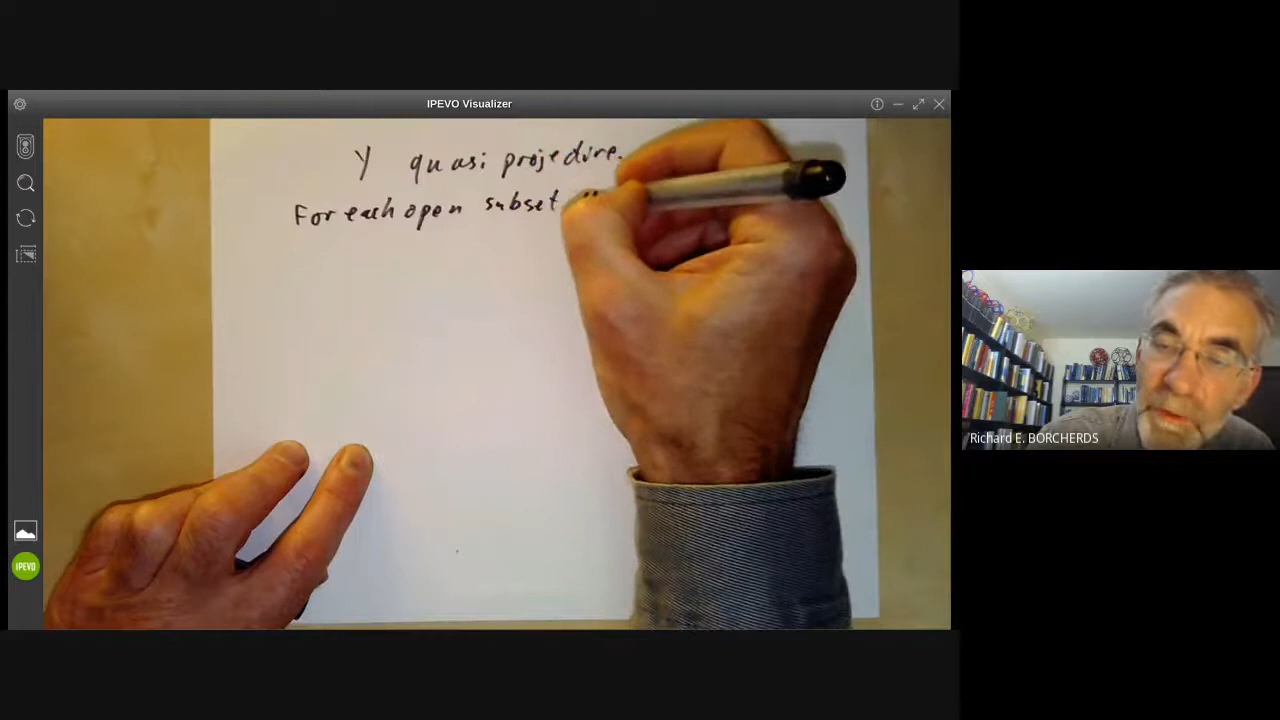 IPEVO Visualizer
Y quasi projective.
For each open subset
Richard E. BORCHERDS
IPEVO